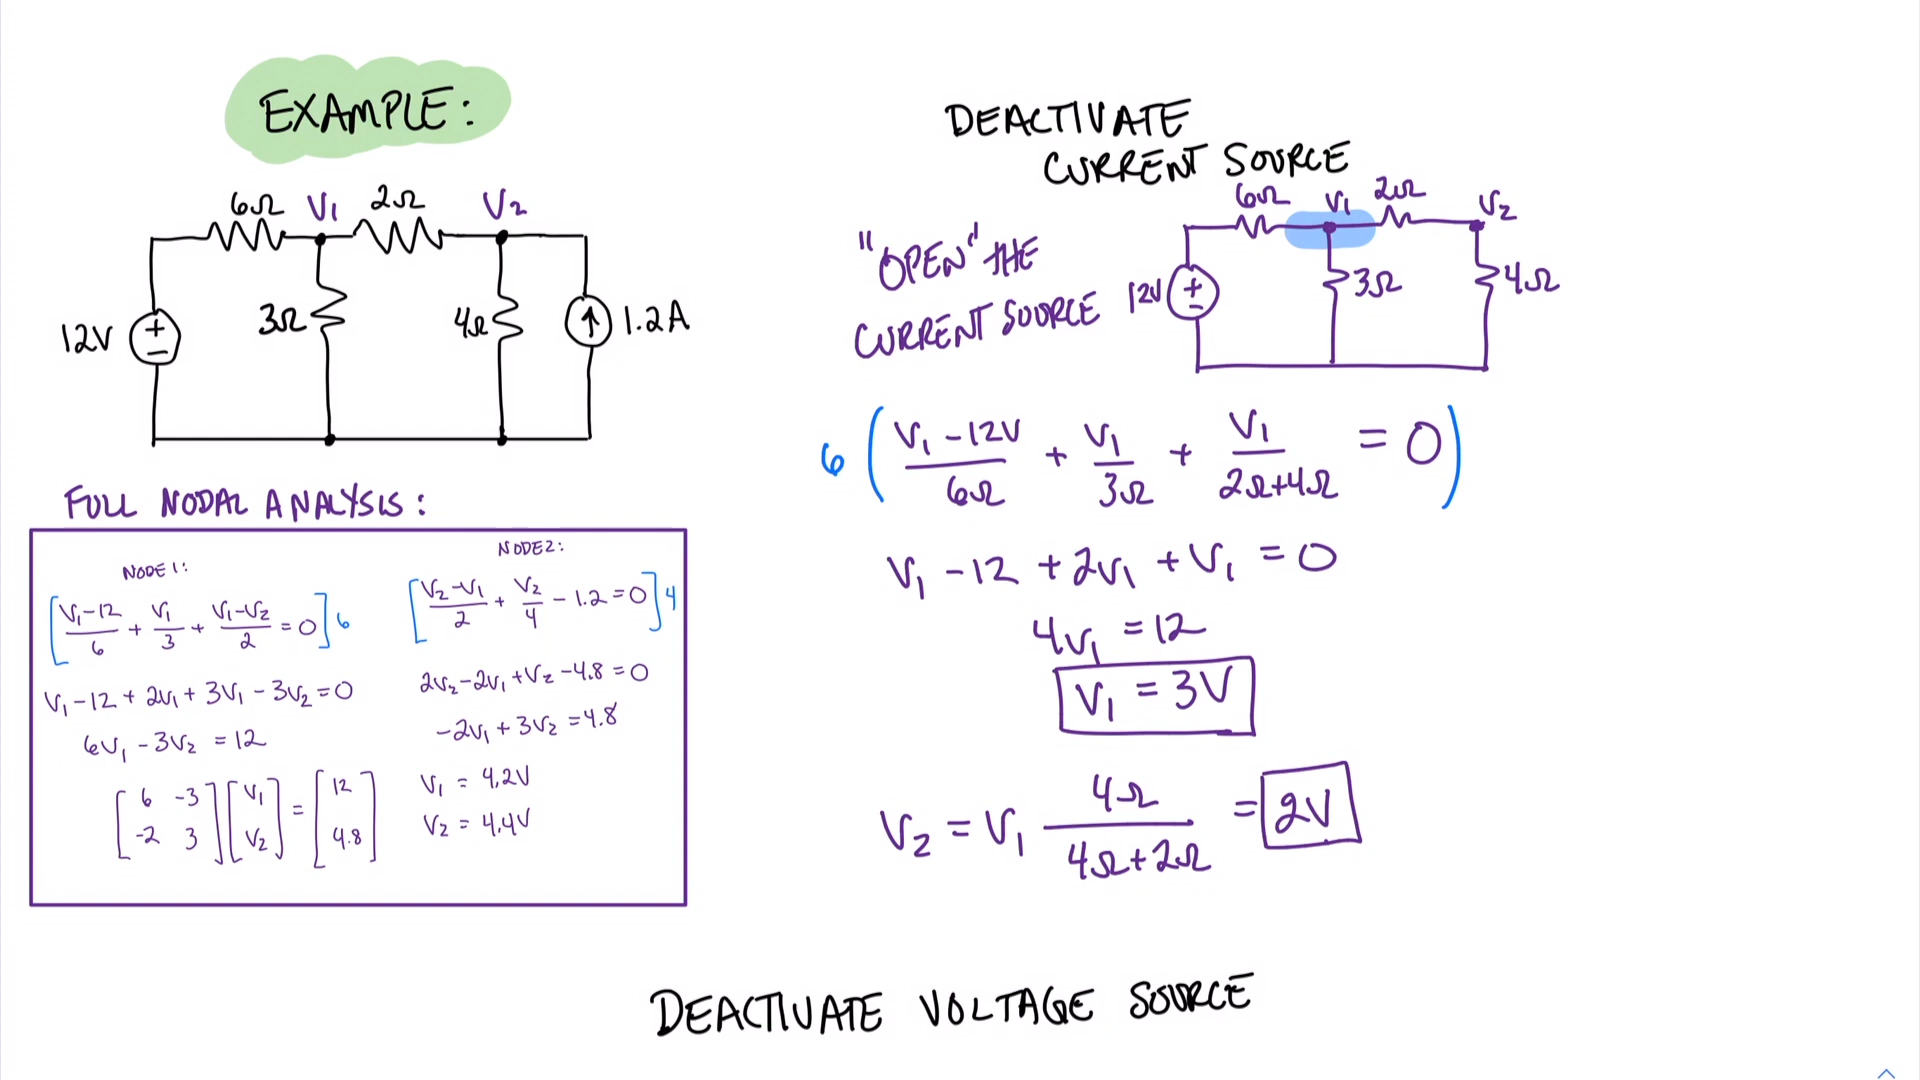 EXAMPLE:
6Ω V₁ 2Ω V₂
12V + − 3Ω 4Ω 1.2A
FULL NODAL ANALYSIS:
NODE 1:
[(V₁-12)/6 + V₁/3 + (V₁-V₂)/2 = 0] 6
V₁ - 12 + 2V₁ + 3V₁ - 3V₂ = 0
6V₁ - 3V₂ = 12
[6 -3; -2 3] [V₁; V₂] = [12; 4.8]
NODE 2:
[(V₂-V₁)/2 + V₂/4 - 1.2 = 0] 4
2V₂ - 2V₁ + V₂ - 4.8 = 0
-2V₁ + 3V₂ = 4.8
V₁ = 4.2V
V₂ = 4.4V
DEACTIVATE
CURRENT SOURCE
"OPEN" THE
CURRENT SOURCE
6Ω V₁ 2Ω V₂
12V + − 3Ω 4Ω
6 ((V₁ - 12V)/6Ω + V₁/3Ω + V₁/(2Ω+4Ω) = 0)
V₁ - 12 + 2V₁ + V₁ = 0
4V₁ = 12
V₁ = 3V
V₂ = V₁ 4Ω/(4Ω+2Ω) = 2V
DEACTIVATE VOLTAGE SOURCE